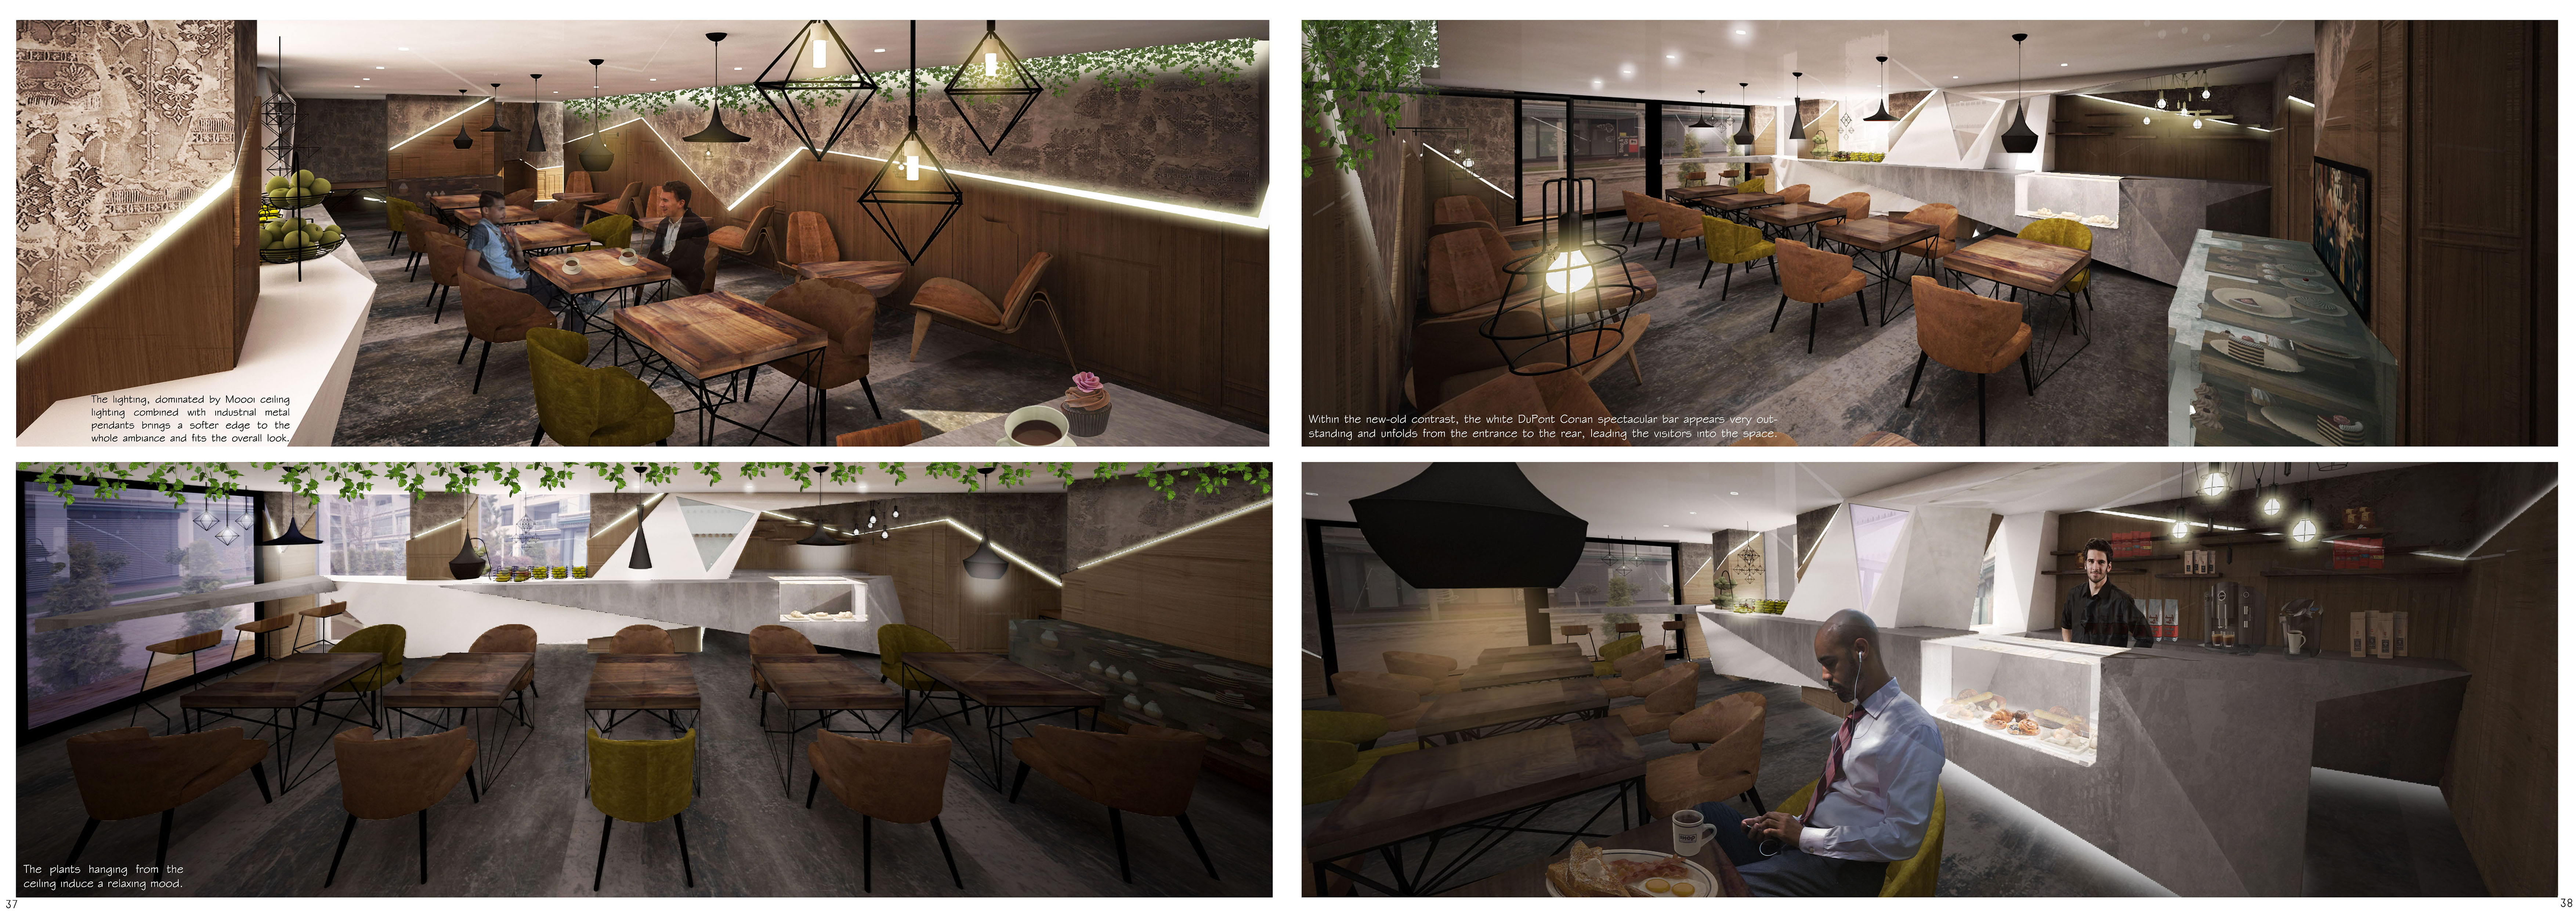 The lighting, dominated by Moooi ceiling
lighting combined with industrial metal
pendants brings a softer edge to the
whole ambiance and fits the overall look.
Within the new-old contrast, the white DuPont Corian spectacular bar appears very out-
standing and unfolds from the entrance to the rear, leading the visitors into the space.
The plants hanging from the
ceiling induce a relaxing mood.
37
38